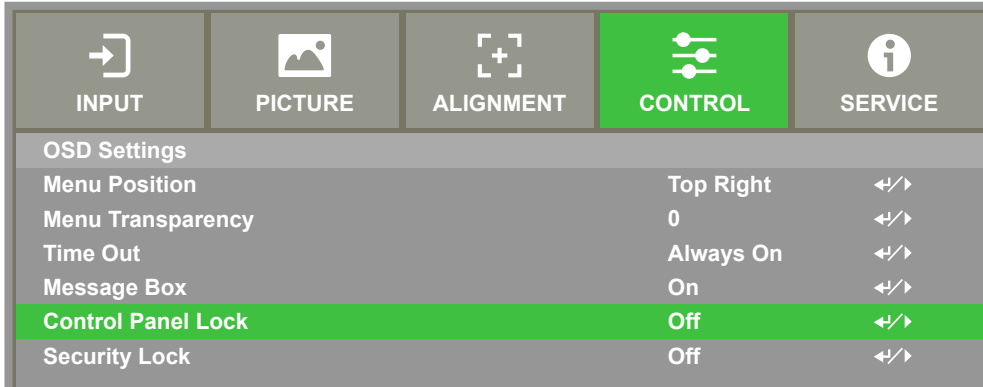 INPUT PICTURE ALIGNMENT CONTROL SERVICE
OSD Settings
Menu Position Top Right
Menu Transparency 0
Time Out Always On
Message Box On
Control Panel Lock Off
Security Lock Off